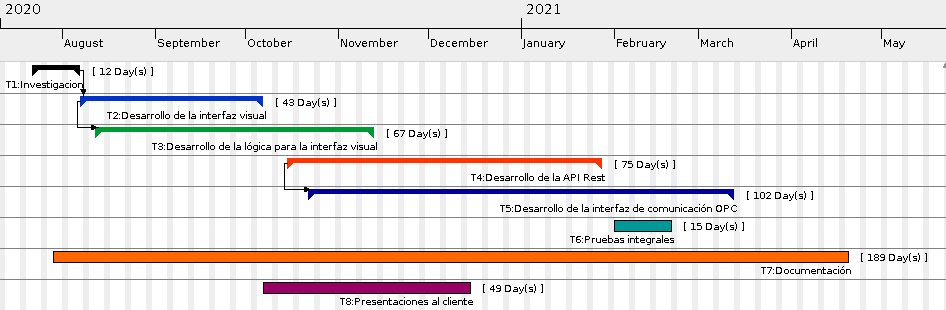 2020 2021
August September October November December January February March April May
[ 12 Day(s) ]
T1:Investigacion
[ 43 Day(s) ]
T2:Desarrollo de la interfaz visual
[ 67 Day(s) ]
T3:Desarrollo de la lógica para la interfaz visual
[ 75 Day(s) ]
T4:Desarrollo de la API Rest
[ 102 Day(s) ]
T5:Desarrollo de la interfaz de comunicación OPC
[ 15 Day(s) ]
T6:Pruebas integrales
[ 189 Day(s) ]
T7:Documentación
[ 49 Day(s) ]
T8:Presentaciones al cliente